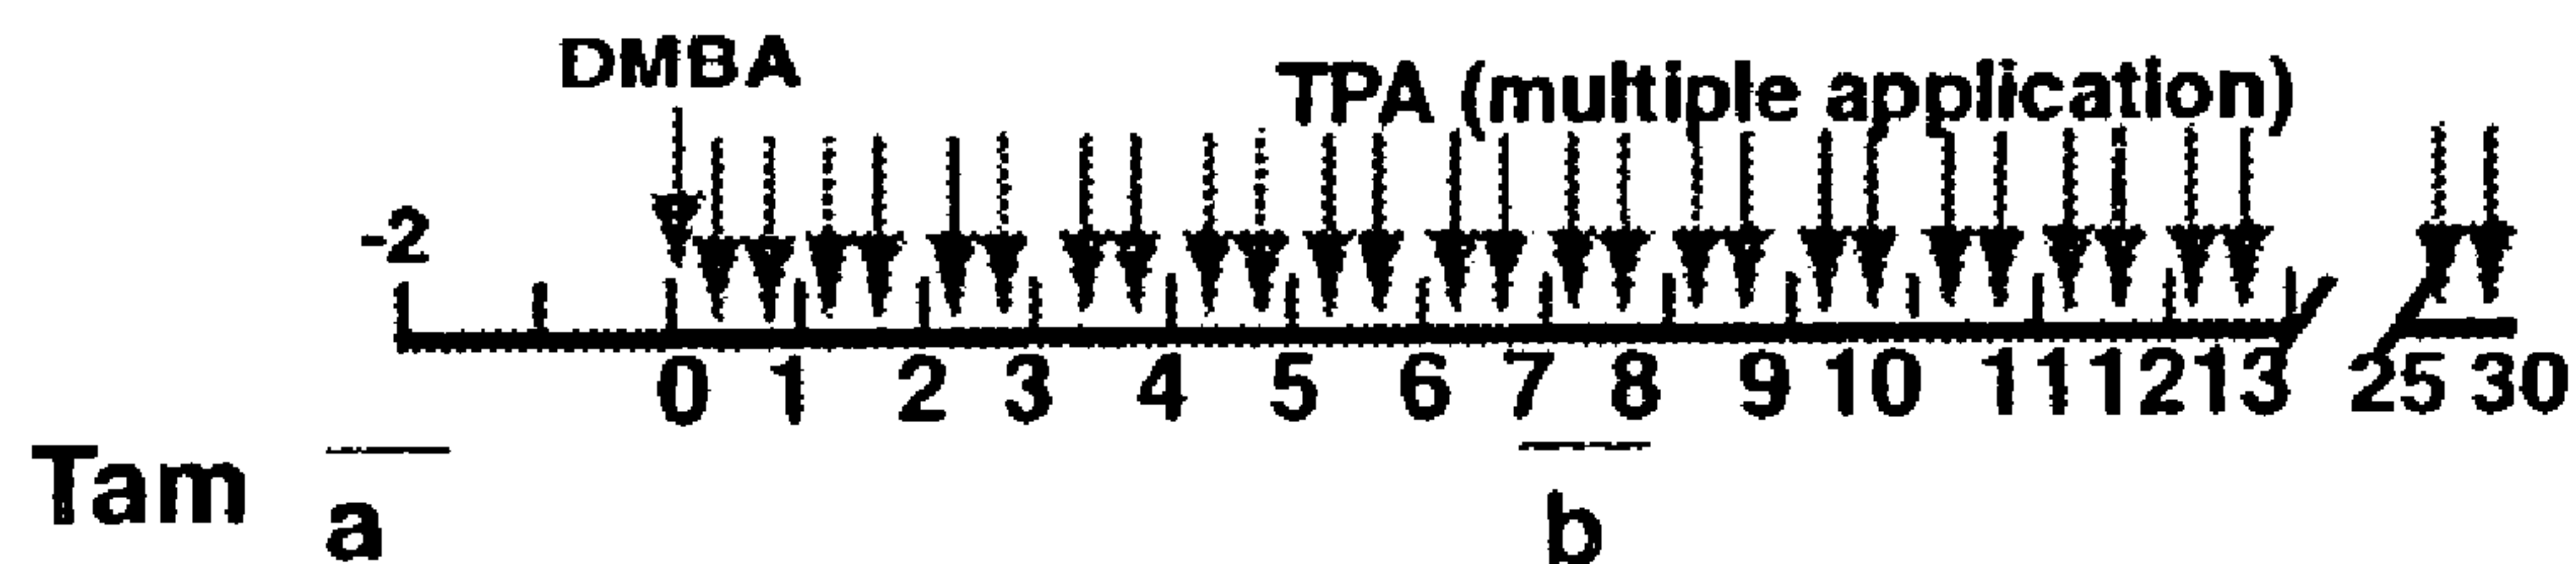 DMBA
TPA (multiple application)
-2
0 1 2 3 4 5 6 7 8 9 10 11 12 13 25 30
Tam
a b